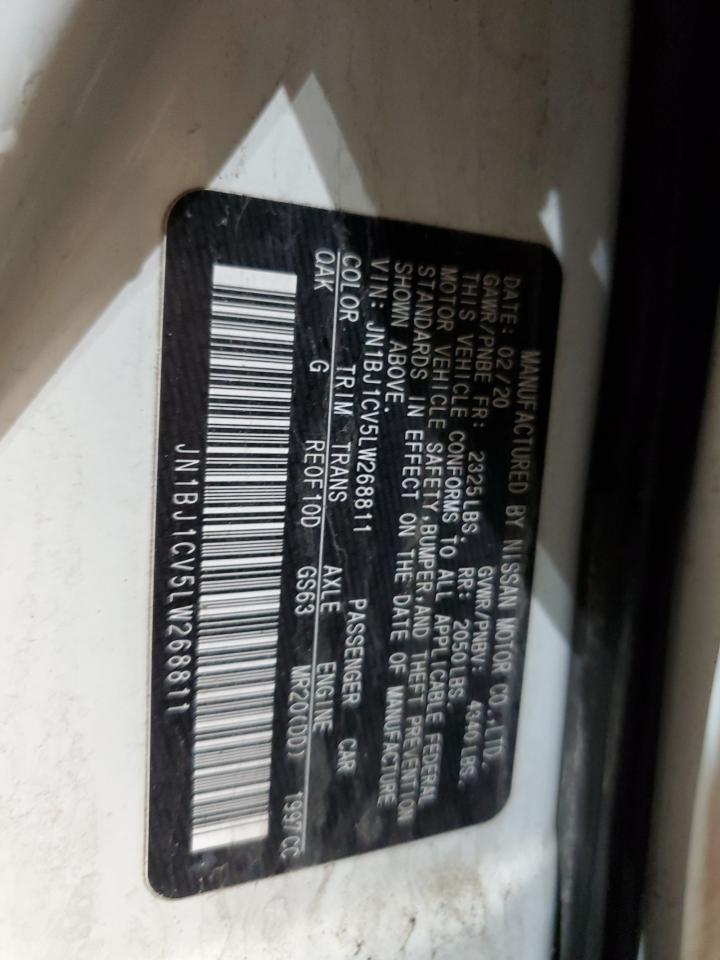 MANUFACTURED BY NISSAN MOTOR CO.,LTD.
DATE: 02/20 GVWR/PNBV: 4340LBS.
GAWR/PNBE FR: 2325LBS. RR: 2050LBS.
THIS VEHICLE CONFORMS TO ALL APPLICABLE FEDERAL
MOTOR VEHICLE SAFETY,BUMPER,AND THEFT PREVENTION
STANDARDS IN EFFECT ON THE DATE OF MANUFACTURE
SHOWN ABOVE.
VIN: JN1BJ1CV5LW268811 PASSENGER CAR
COLOR TRIM TRANS AXLE ENGINE
QAK G RE0F10D GS63 MR20(DD) 1997CC
JN1BJ1CV5LW268811